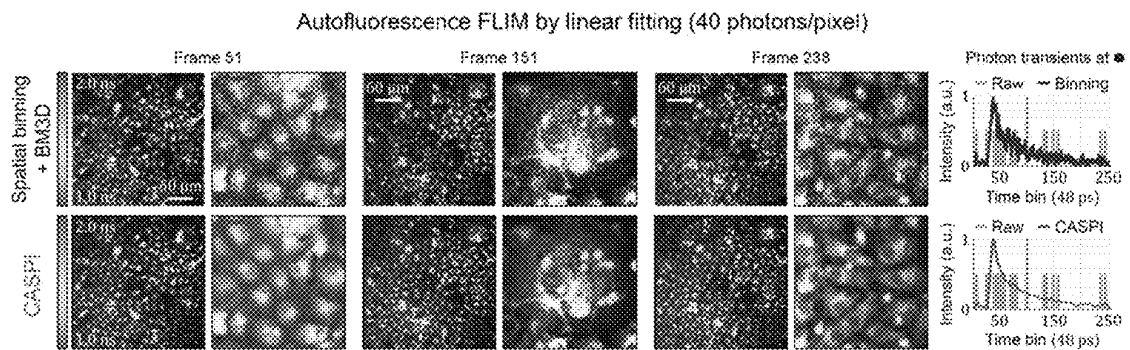 Autofluorescence FLIM by linear fitting (40 photons/pixel)
Frame 51
Frame 151
Frame 238
Photon transients at ●
Spatial binning
+ BM3D
2.0 ns
1.0 ns
60 μm
60 μm
60 μm
Raw Binning
Intensity (a.u.)
1
0
50 150 250
Time bin (48 ps)
CASPI
2.0 ns
1.0 ns
Raw CASPI
Intensity (a.u.)
0
50 150 250
Time bin (48 ps)